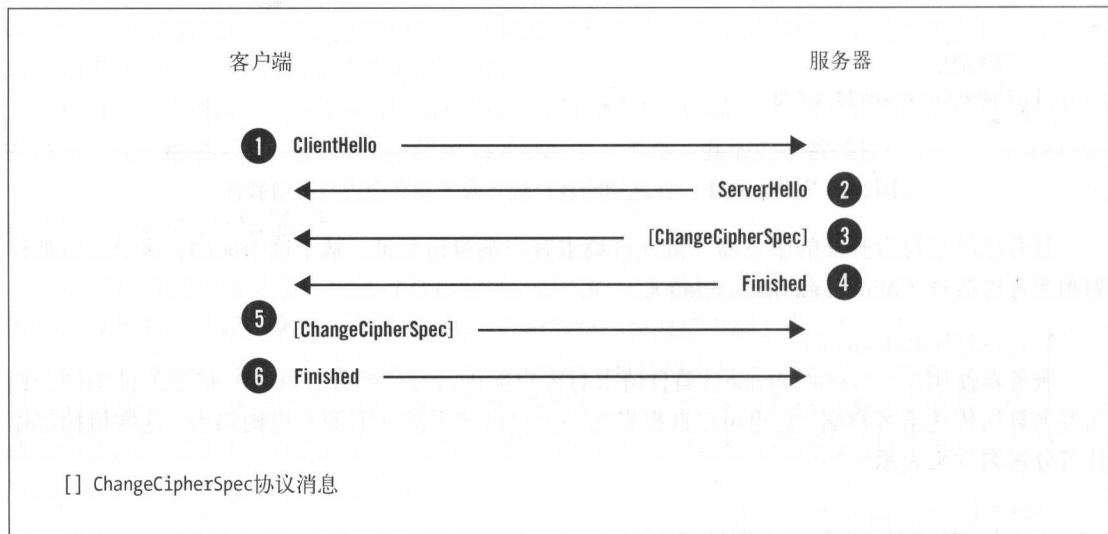 客户端 服务器
1 ClientHello
ServerHello 2
[ChangeCipherSpec] 3
Finished 4
5 [ChangeCipherSpec]
6 Finished
[] ChangeCipherSpec协议消息